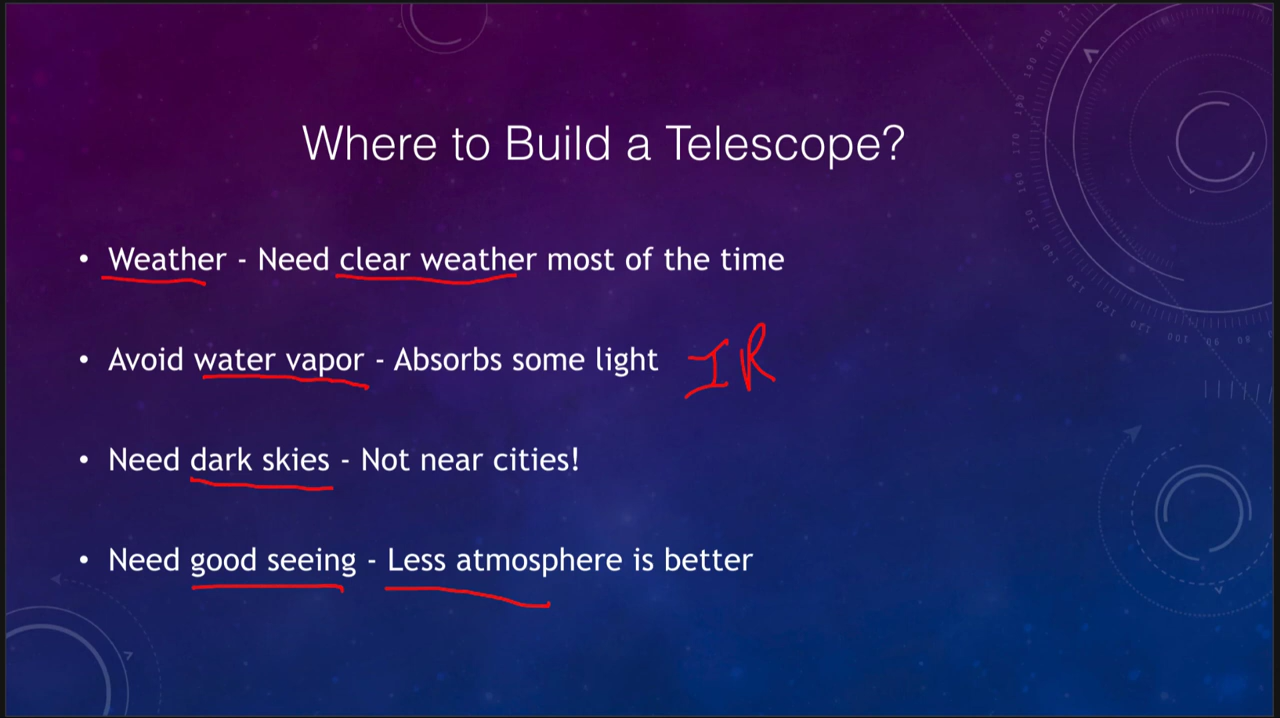 Where to Build a Telescope?
• Weather - Need clear weather most of the time
• Avoid water vapor - Absorbs some light IR
• Need dark skies - Not near cities!
• Need good seeing - Less atmosphere is better